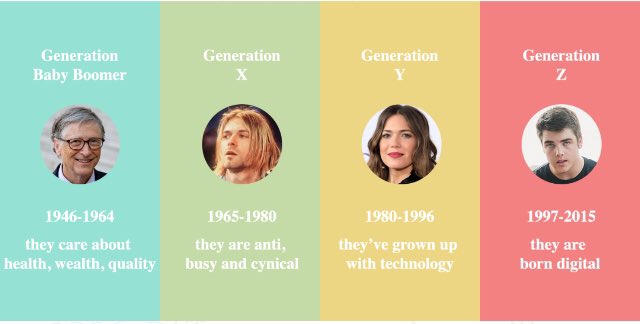 Generation
Baby Boomer
1946-1964
they care about
health, wealth, quality
Generation
X
1965-1980
they are anti,
busy and cynical
Generation
Y
1980-1996
they've grown up
with technology
Generation
Z
1997-2015
they are
born digital